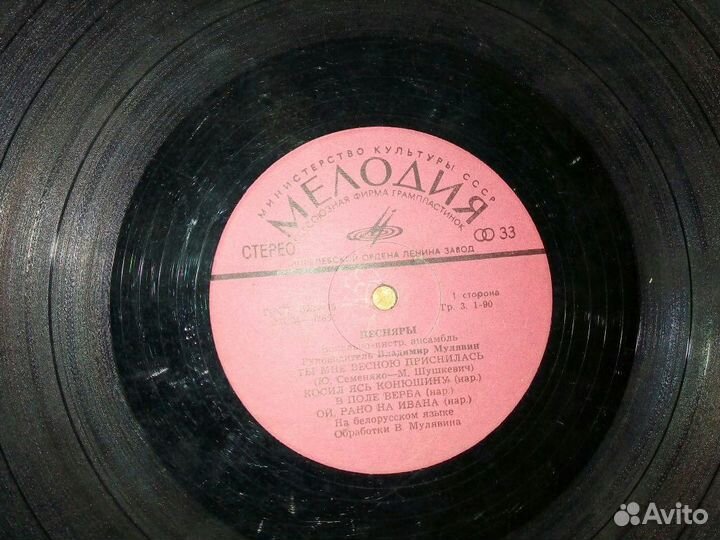 МИНИСТЕРСТВО КУЛЬТУРЫ СССР
МЕЛОДИЯ
СОЮЗНАЯ ФИРМА ГРАМПЛАСТИНОК
СТЕРЕО
33
ОРДЕНА ЛЕНИНА ЗАВОД
1 сторона
Гр. 3. 1-90
ПЕСНЯРЫ
инстр. ансамбль
Руководитель Владимир Мулявин
ТЫ МНЕ ВЕСНОЮ ПРИСНИЛАСЬ
(Ю. Семеняко—М. Шушкевич)
КОСИЛ ЯСЬ КОНЮШИНУ (нар.)
В ПОЛЕ ВЕРБА (нар.)
ОЙ, РАНО НА ИВАНА (нар.)
На белорусском языке
Обработки В. Мулявина
Avito